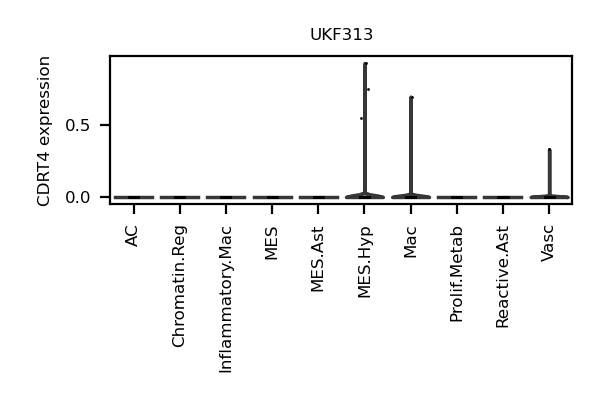 UKF313
CDRT4 expression
0.5
0.0
AC
Chromatin.Reg
Inflammatory.Mac
MES
MES.Ast
MES.Hyp
Mac
Prolif.Metab
Reactive.Ast
Vasc